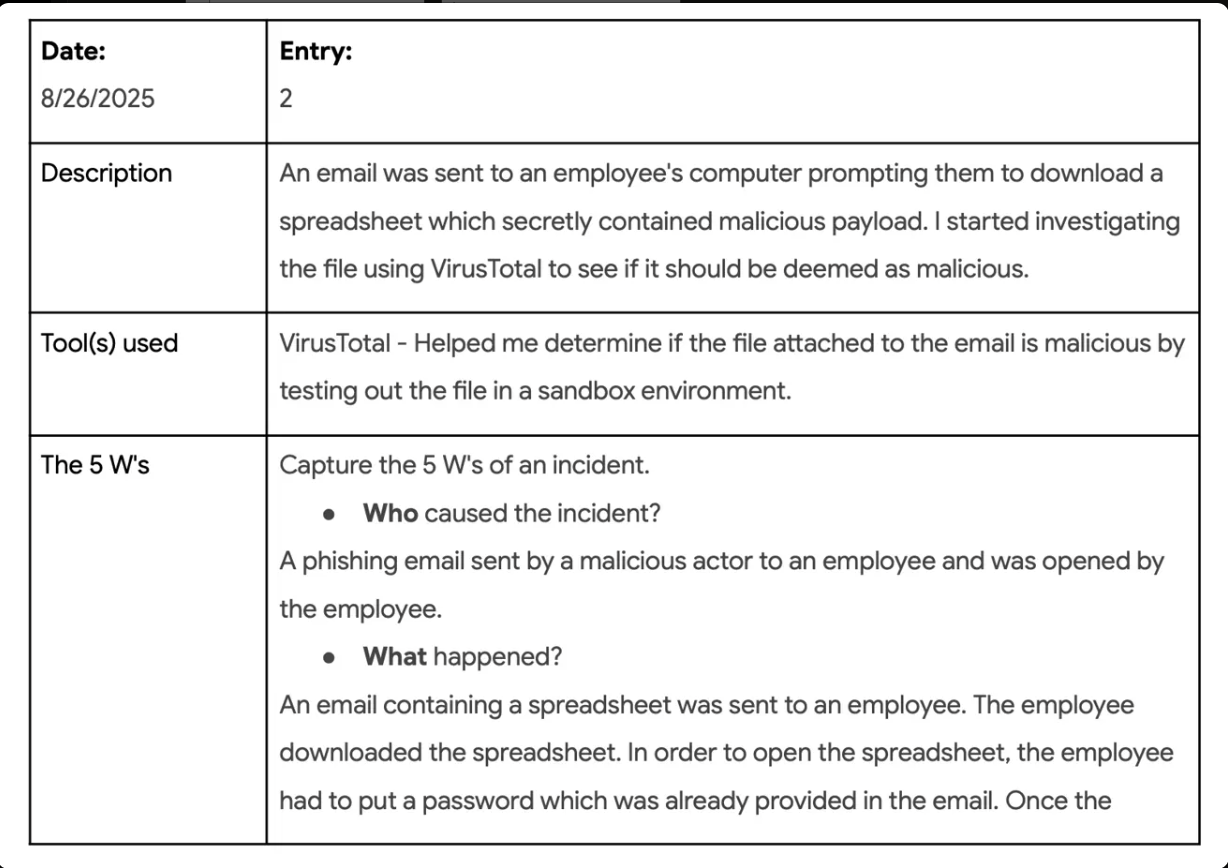 Date:
8/26/2025
Entry:
2
Description
An email was sent to an employee's computer prompting them to download a
spreadsheet which secretly contained malicious payload. I started investigating
the file using VirusTotal to see if it should be deemed as malicious.
Tool(s) used
VirusTotal - Helped me determine if the file attached to the email is malicious by
testing out the file in a sandbox environment.
The 5 W's
Capture the 5 W's of an incident.
● Who caused the incident?
A phishing email sent by a malicious actor to an employee and was opened by
the employee.
● What happened?
An email containing a spreadsheet was sent to an employee. The employee
downloaded the spreadsheet. In order to open the spreadsheet, the employee
had to put a password which was already provided in the email. Once the